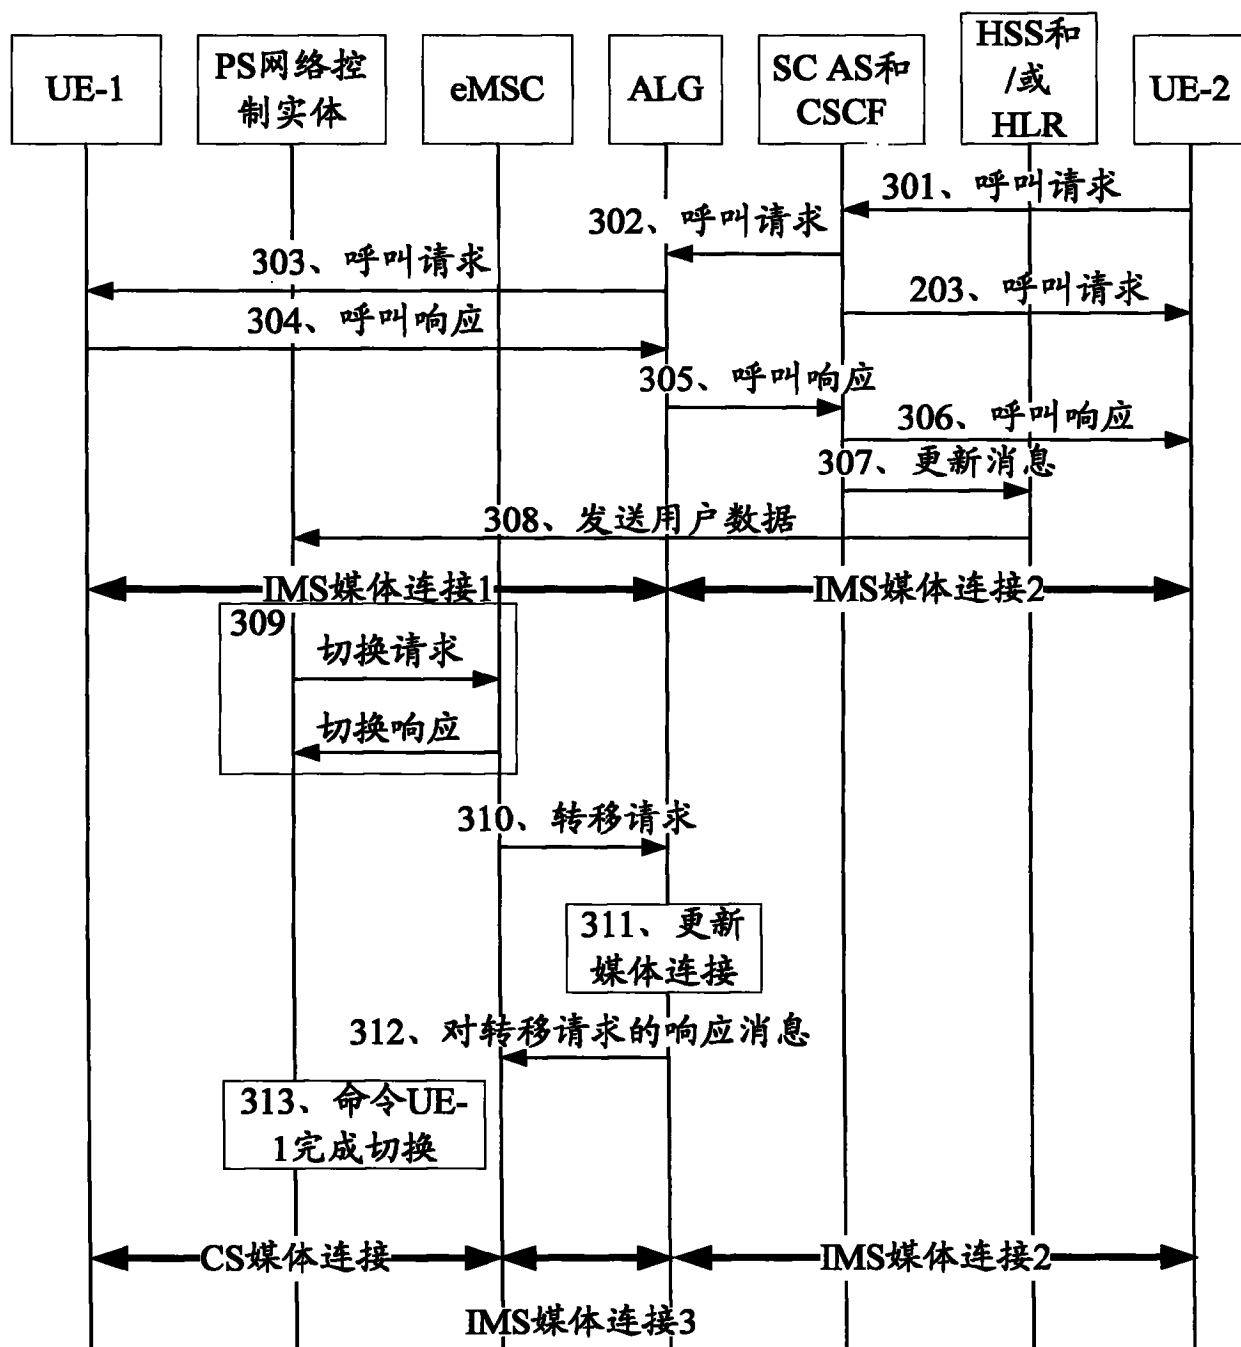 UE-1
PS网络控
制实体
eMSC
ALG
SC AS和
CSCF
HSS和
/或
HLR
UE-2
301、呼叫请求
302、呼叫请求
303、呼叫请求
203、呼叫请求
304、呼叫响应
305、呼叫响应
306、呼叫响应
307、更新消息
308、发送用户数据
IMS媒体连接1
IMS媒体连接2
309
切换请求
切换响应
310、转移请求
311、更新
媒体连接
312、对转移请求的响应消息
313、命令UE-
1完成切换
CS媒体连接
IMS媒体连接2
IMS媒体连接3